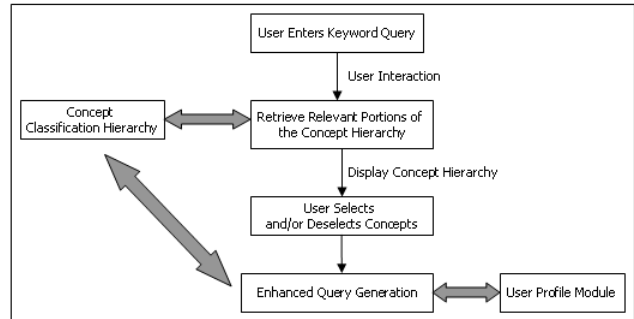 User Enters Keyword Query
User Interaction
Concept
Classification Hierarchy
Retrieve Relevant Portions of
the Concept Hierarchy
Display Concept Hierarchy
User Selects
and/or Deselects Concepts
Enhanced Query Generation
User Profile Module